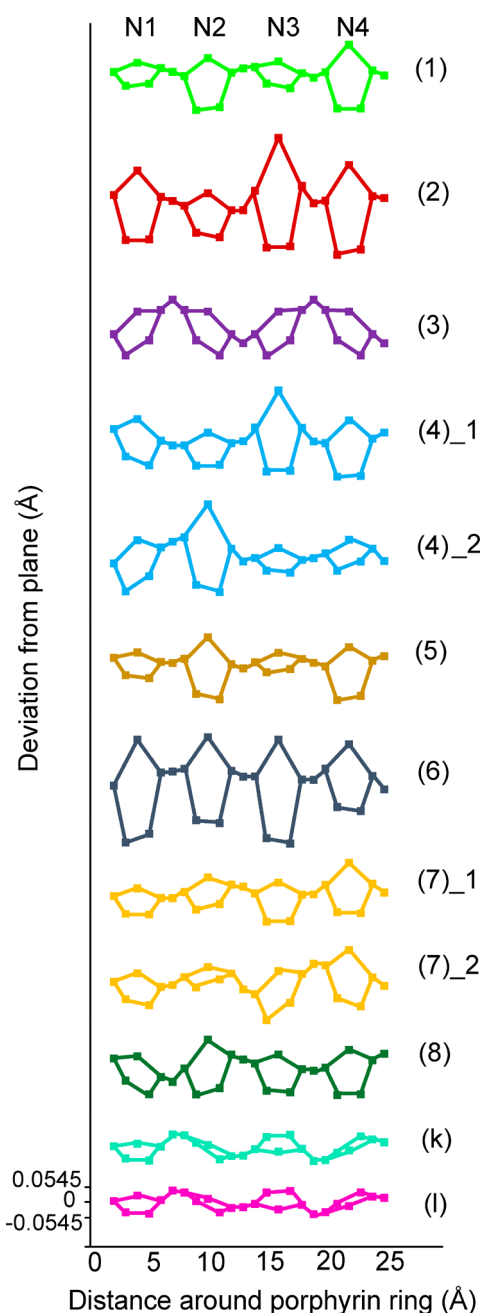 N1 N2 N3 N4
(1)
(2)
(3)
(4)_1
(4)_2
(5)
(6)
(7)_1
(7)_2
(8)
(k)
(l)
Deviation from plane (Å)
0.0545
0
-0.0545
0 5 10 15 20 25
Distance around porphyrin ring (Å)